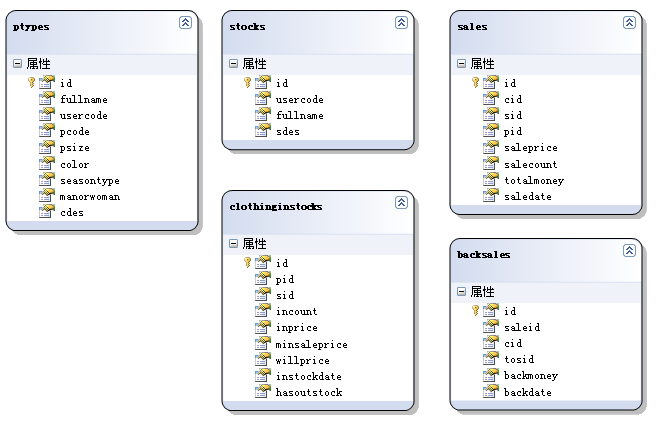 ptypes
属性
id
fullname
usercode
pcode
psize
color
seasontype
manorwoman
cdes
stocks
属性
id
usercode
fullname
sdes
clothinginstocks
属性
id
pid
sid
incount
inprice
minsaleprice
willprice
instockdate
hasoutstock
sales
属性
id
cid
sid
pid
saleprice
salecount
totalmoney
saledate
backsales
属性
id
saleid
cid
tosid
backmoney
backdate